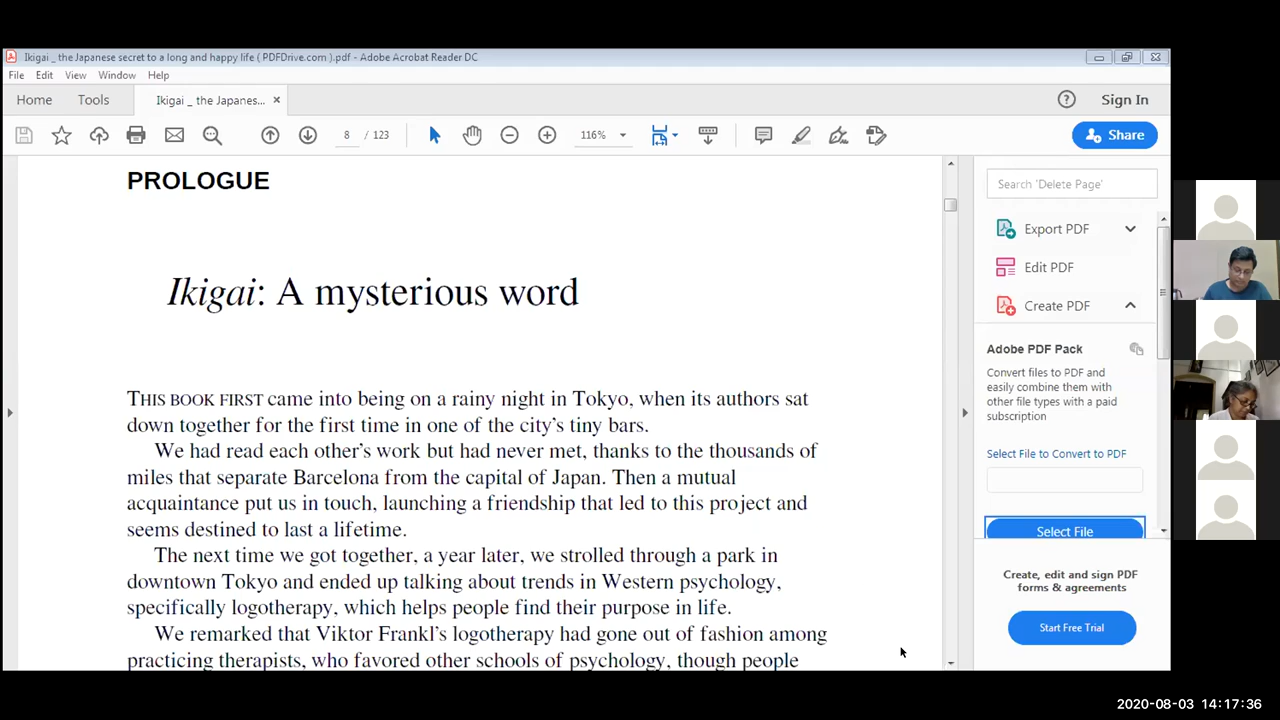 Ikigai _ the Japanese secret to a long and happy life ( PDFDrive.com ).pdf - Adobe Acrobat Reader DC
File Edit View Window Help
Home Tools Ikigai _ the Japanes... × Sign In
8 / 123 116% Share
PROLOGUE
Ikigai: A mysterious word
THIS BOOK FIRST came into being on a rainy night in Tokyo, when its authors sat
down together for the first time in one of the city's tiny bars.
We had read each other's work but had never met, thanks to the thousands of
miles that separate Barcelona from the capital of Japan. Then a mutual
acquaintance put us in touch, launching a friendship that led to this project and
seems destined to last a lifetime.
The next time we got together, a year later, we strolled through a park in
downtown Tokyo and ended up talking about trends in Western psychology,
specifically logotherapy, which helps people find their purpose in life.
We remarked that Viktor Frankl's logotherapy had gone out of fashion among
practicing therapists, who favored other schools of psychology, though people
Search 'Delete Page'
Export PDF
Edit PDF
Create PDF
Adobe PDF Pack
Convert files to PDF and
easily combine them with
other file types with a paid
subscription
Select File to Convert to PDF
Select File
Create, edit and sign PDF
forms & agreements
Start Free Trial
2020-08-03 14:17:36